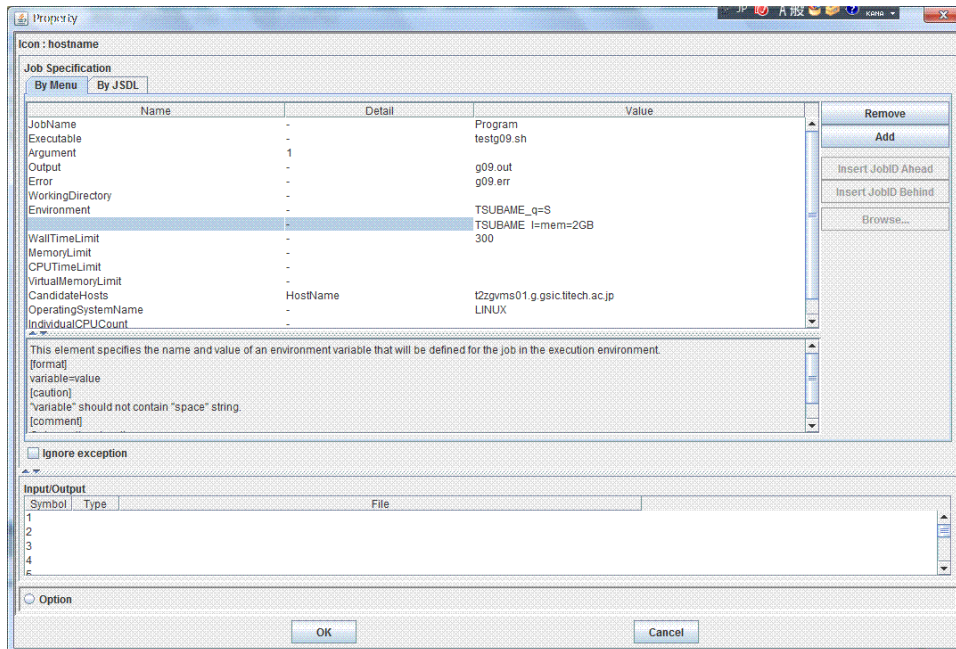 Property
JP A 般 KANA
Icon : hostname
Job Specification
By Menu By JSDL
Name Detail Value
JobName - Program
Executable - testg09.sh
Argument 1
Output - g09.out
Error - g09.err
WorkingDirectory -
Environment - TSUBAME_q=S
- TSUBAME_l=mem=2GB
WallTimeLimit - 300
MemoryLimit -
CPUTimeLimit -
VirtualMemoryLimit -
CandidateHosts HostName t2zgvms01.g.gsic.titech.ac.jp
OperatingSystemName - LINUX
IndividualCPUCount -
Remove
Add
Insert JobID Ahead
Insert JobID Behind
Browse...
This element specifies the name and value of an environment variable that will be defined for the job in the execution environment.
[format]
variable=value
[caution]
"variable" should not contain "space" string.
[comment]
Ignore exception
Input/Output
Symbol Type File
1
2
3
4
5
Option
OK Cancel